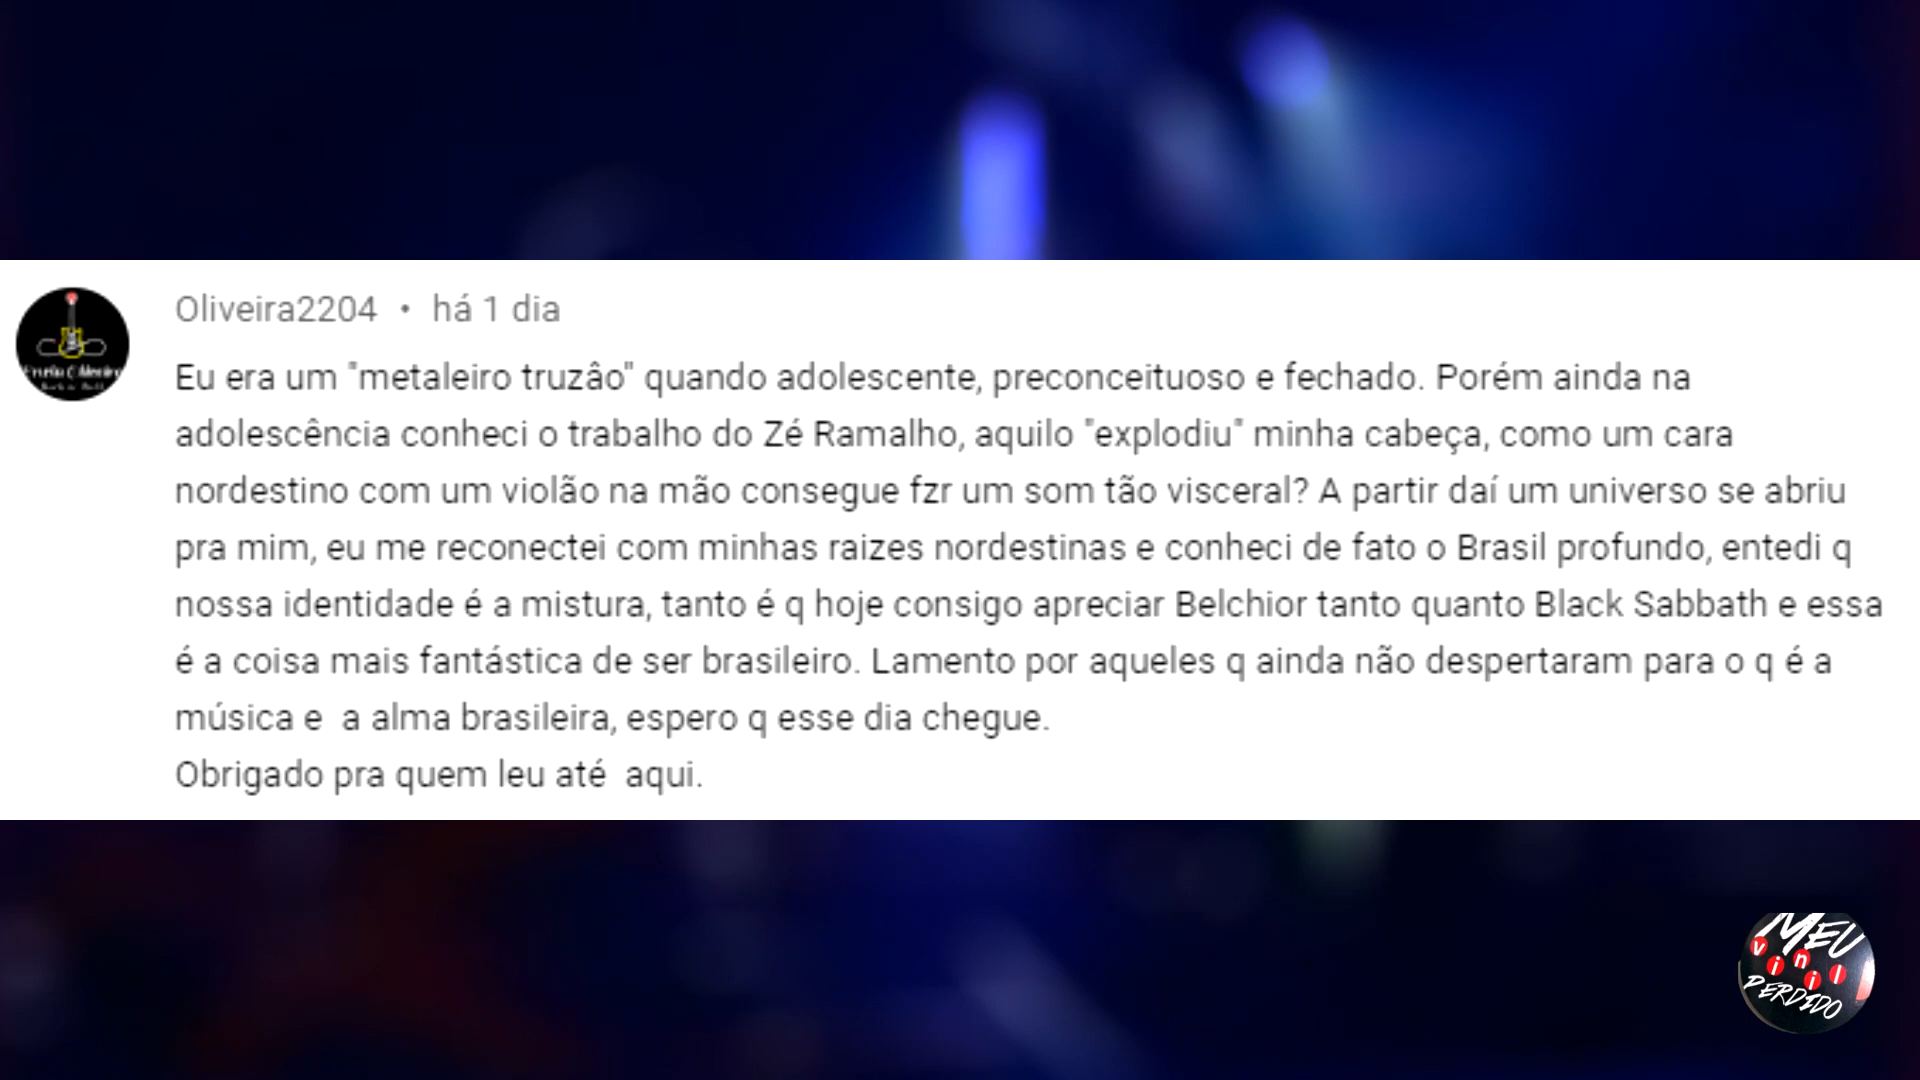 Oliveira2204 • há 1 dia
Eu era um "metaleiro truzâo" quando adolescente, preconceituoso e fechado. Porém ainda na
adolescência conheci o trabalho do Zé Ramalho, aquilo "explodiu" minha cabeça, como um cara
nordestino com um violão na mão consegue fzr um som tão visceral? A partir daí um universo se abriu
pra mim, eu me reconectei com minhas raizes nordestinas e conheci de fato o Brasil profundo, entedi q
nossa identidade é a mistura, tanto é q hoje consigo apreciar Belchior tanto quanto Black Sabbath e essa
é a coisa mais fantástica de ser brasileiro. Lamento por aqueles q ainda não despertaram para o q é a
música e  a alma brasileira, espero q esse dia chegue.
Obrigado pra quem leu até  aqui.
MEU
vinil
PERDIDO